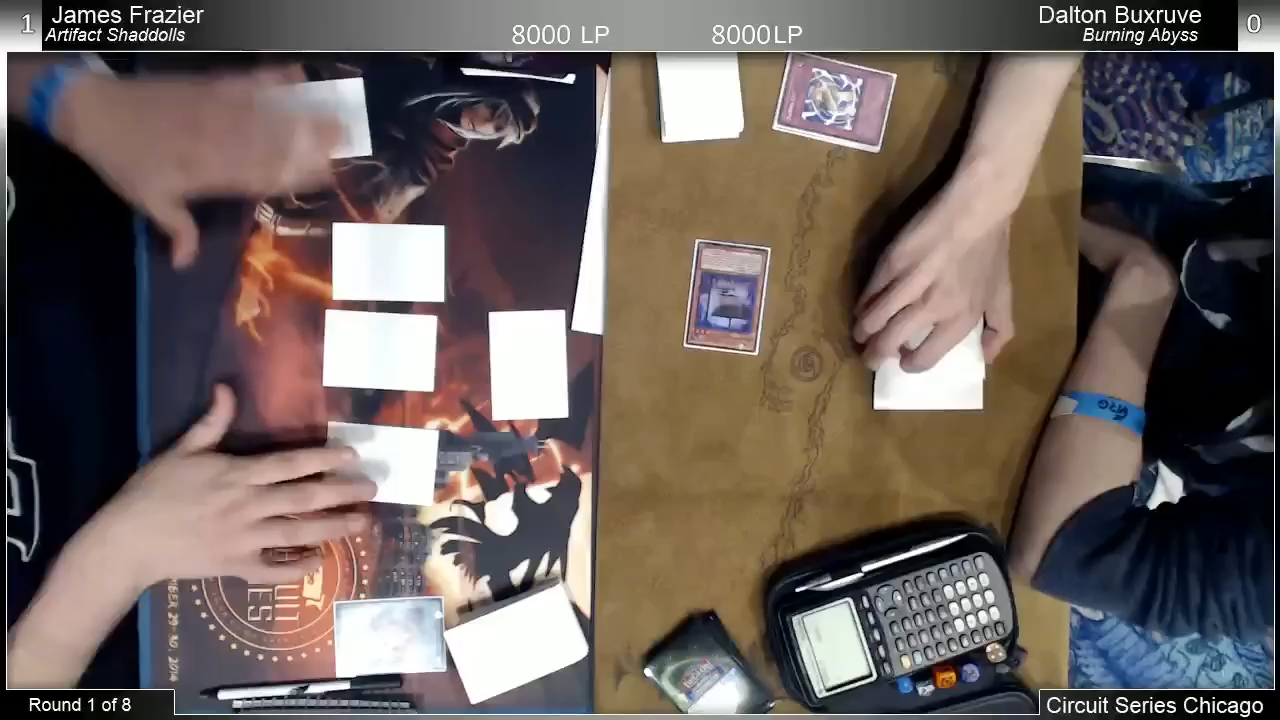 1
James Frazier
Artifact Shaddolls
8000 LP
8000LP
Dalton Buxruve
Burning Abyss
0
Round 1 of 8
Circuit Series Chicago